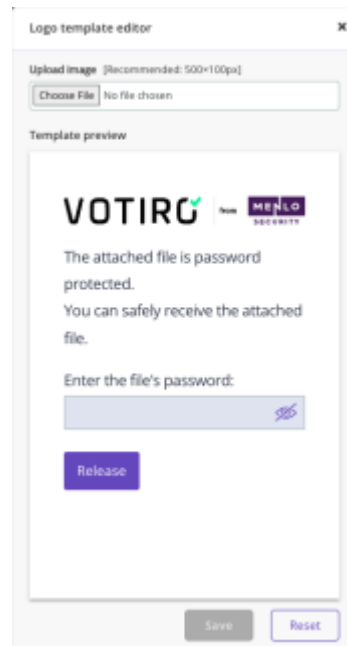 Logo template editor ×
Upload image [Recommended: 500×100px]
Choose File No file chosen
Template preview
VOTIRO from MENLO
SECURITY
The attached file is password
protected.
You can safely receive the attached
file.
Enter the file's password:
Release
Save Reset